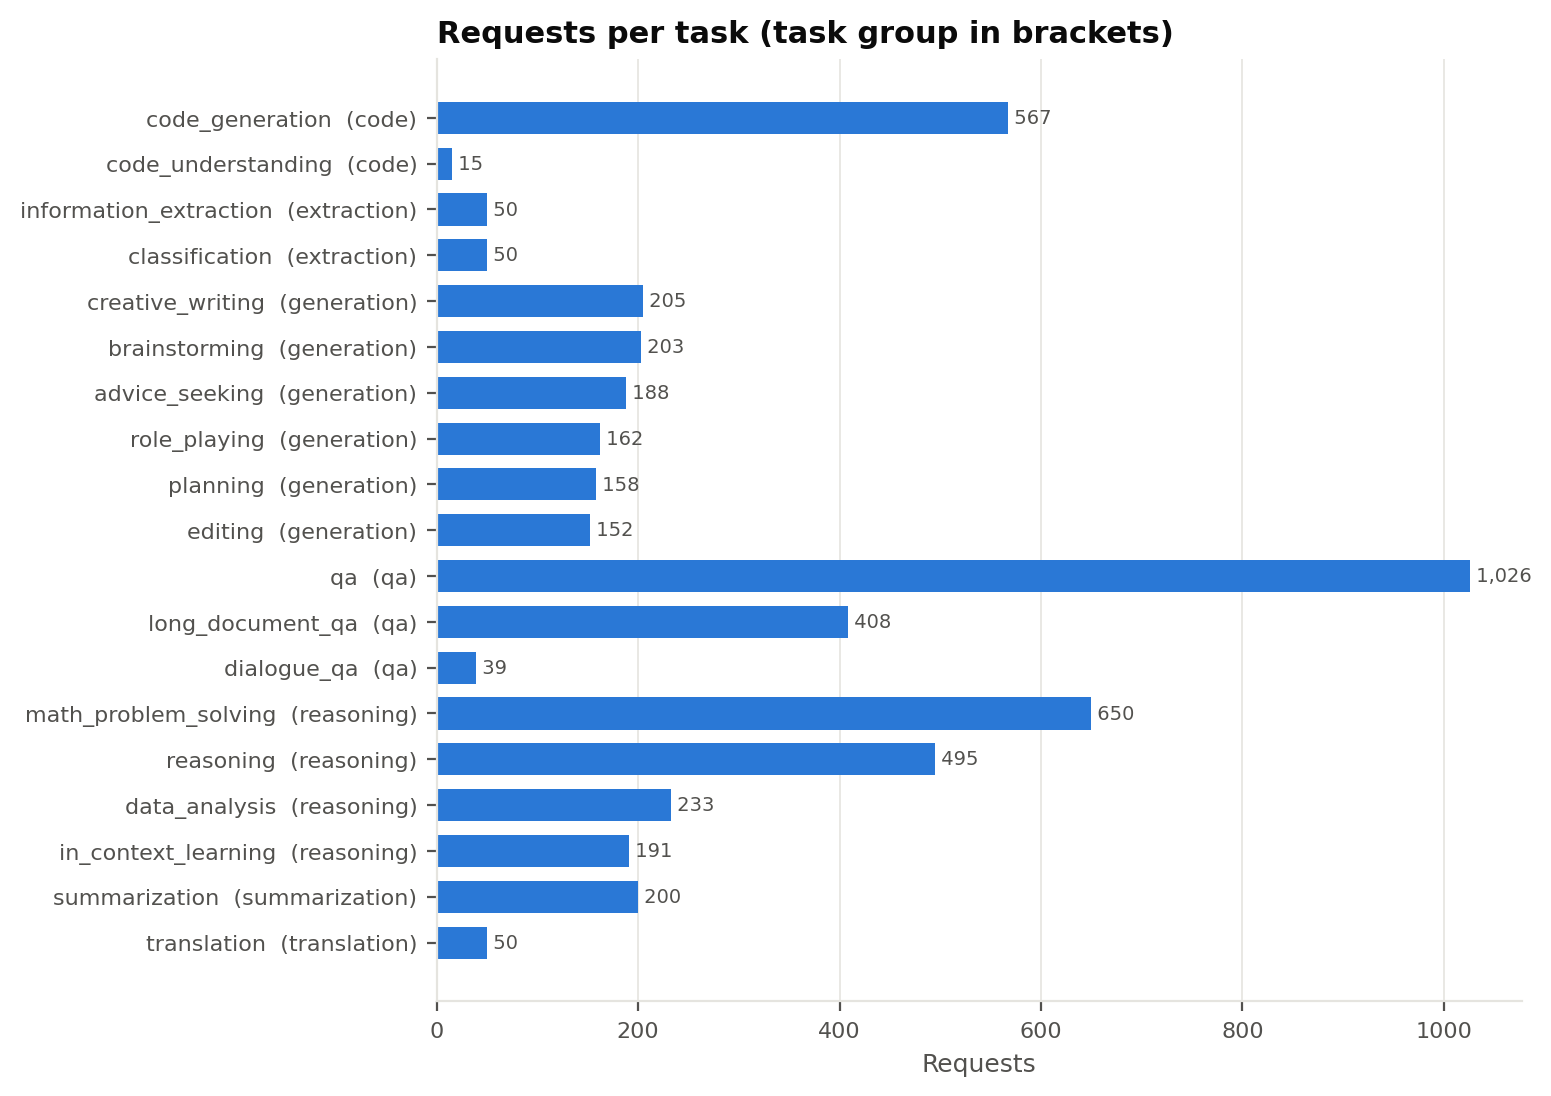 Requests per task (task group in brackets)
code_generation (code) 567
code_understanding (code) 15
information_extraction (extraction) 50
classification (extraction) 50
creative_writing (generation) 205
brainstorming (generation) 203
advice_seeking (generation) 188
role_playing (generation) 162
planning (generation) 158
editing (generation) 152
qa (qa) 1,026
long_document_qa (qa) 408
dialogue_qa (qa) 39
math_problem_solving (reasoning) 650
reasoning (reasoning) 495
data_analysis (reasoning) 233
in_context_learning (reasoning) 191
summarization (summarization) 200
translation (translation) 50
0 200 400 600 800 1000
Requests